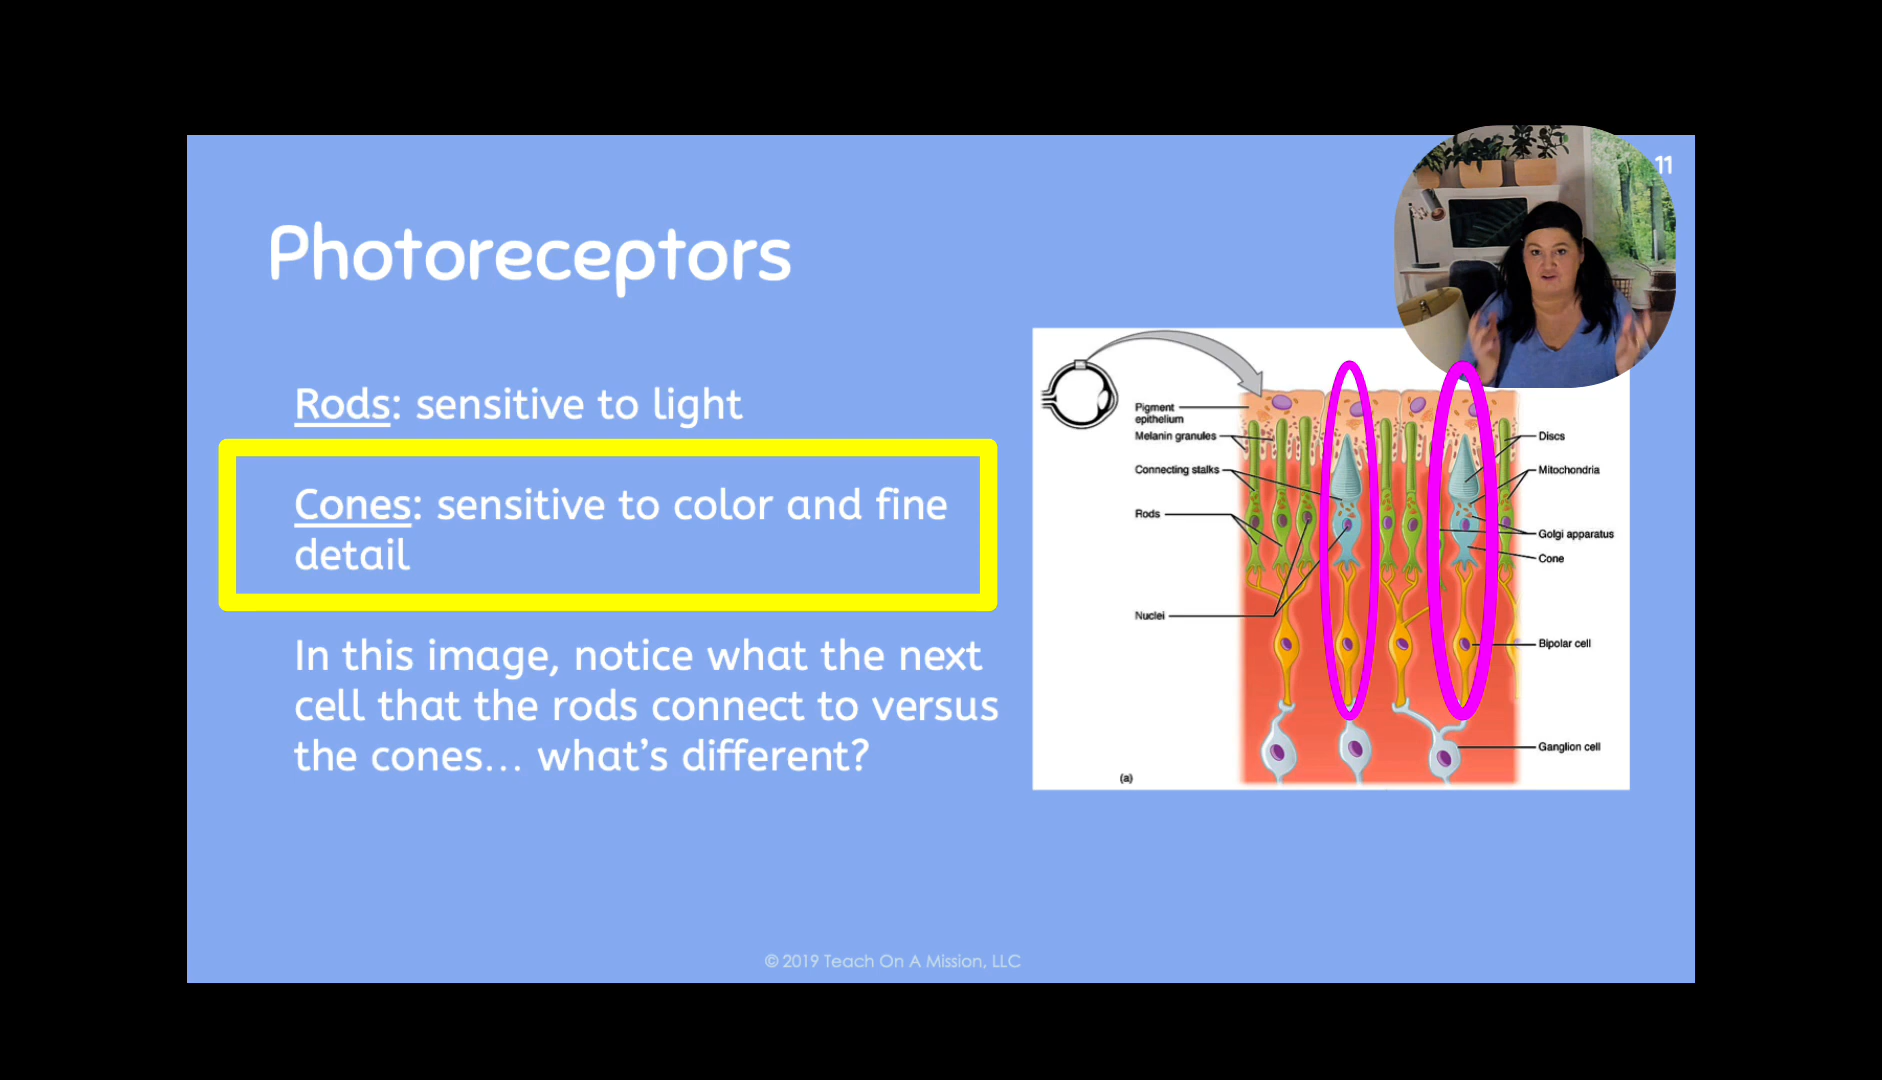 11
Photoreceptors
Rods: sensitive to light
Cones: sensitive to color and fine
detail
In this image, notice what the next
cell that the rods connect to versus
the cones... what's different?
Pigment
epithelium
Melanin granules
Connecting stalks
Rods
Nuclei
Discs
Mitochondria
Golgi apparatus
Cone
Bipolar cell
Ganglion cell
(a)
© 2019 Teach On A Mission, LLC